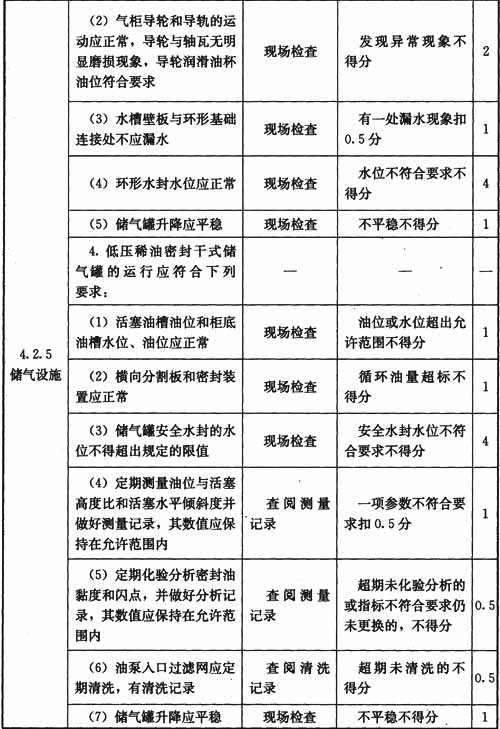 4.2.5
储气设施
（2）气柜导轮和导轨的运
动应正常，导轮与轴瓦无明
显磨损现象，导轮润滑油杯
油位符合要求
现场检查
发现异常现象不
得分
2
（3）水槽壁板与环形基础
连接处不应漏水
现场检查
有一处漏水现象扣
0.5分
1
（4）环形水封水位应正常
现场检查
水位不符合要求不
得分
4
（5）储气罐升降应平稳
现场检查
不平稳不得分
1
4. 低压稀油密封干式储
气罐的运行应符合下列
要求：
—
—
—
（1）活塞油槽油位和柜底
油槽水位、油位应正常
现场检查
油位或水位超出允
许范围不得分
1
（2）横向分割板和密封装
置应正常
现场检查
循环油量超标不
得分
1
（3）储气罐安全水封的水
位不得超出规定的限值
现场检查
安全水封水位不符
合要求不得分
4
（4）定期测量油位与活塞
高度比和活塞水平倾斜度并
做好测量记录，其数值应保
持在允许范围内
查阅测量
记录
一项参数不符合要
求扣0.5分
1
（5）定期化验分析密封油
黏度和闪点，并做好分析记
录，其数值应保持在允许范
围内
查阅测量
记录
超期未化验分析的
或指标不符合要求仍
未更换的，不得分
0.5
（6）油泵入口过滤网应定
期清洗，有清洗记录
查阅清洗
记录
超期未清洗的不
得分
0.5
（7）储气罐升降应平稳
现场检查
不平稳不得分
1